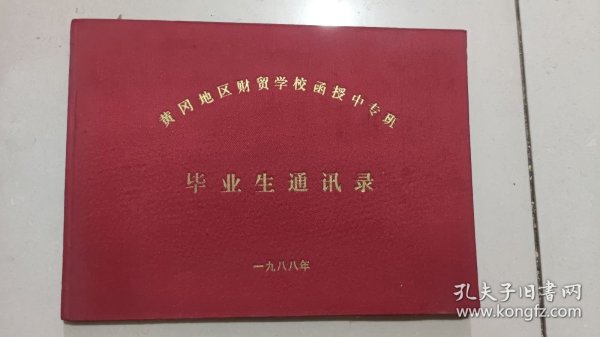 黄冈地区财贸学校函授中专班
毕业生通讯录
一九八八年
孔夫子旧书网
www.kongfz.com